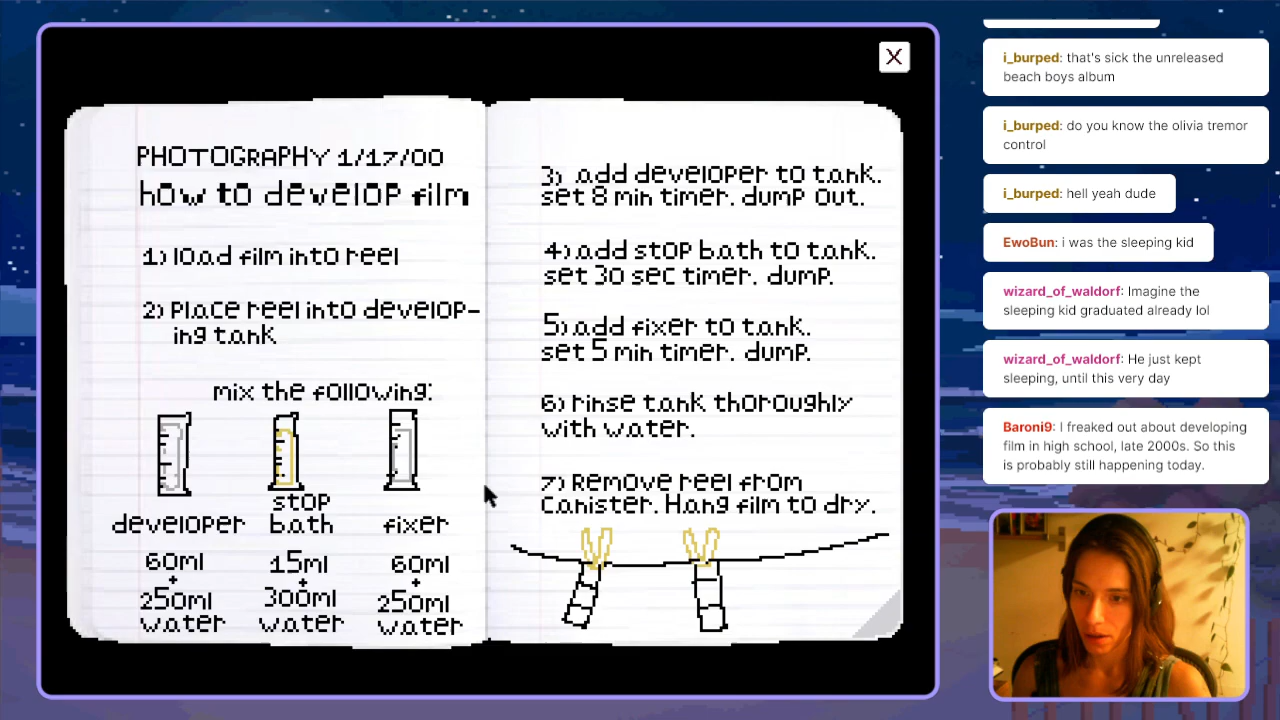 PHOTOGRAPHY 1/17/00
how to develop film
1) load film into reel
2) Place reel into develop-
ing tank
mix the following:
developer
60ml
+
250ml
water
stop
bath
15ml
+
300ml
water
fixer
60ml
+
250ml
water
3) add developer to tank.
set 8 min timer. dump out.
4) add stop bath to tank.
set 30 sec timer. dump.
5) add fixer to tank.
set 5 min timer. dump.
6) rinse tank thoroughly
with water.
7) Remove reel from
Canister. Hang film to dry.
X
i_burped: that's sick the unreleased
beach boys album
i_burped: do you know the olivia tremor
control
i_burped: hell yeah dude
EwoBun: i was the sleeping kid
wizard_of_waldorf: Imagine the
sleeping kid graduated already lol
wizard_of_waldorf: He just kept
sleeping, until this very day
Baroni9: I freaked out about developing
film in high school, late 2000s. So this
is probably still happening today.